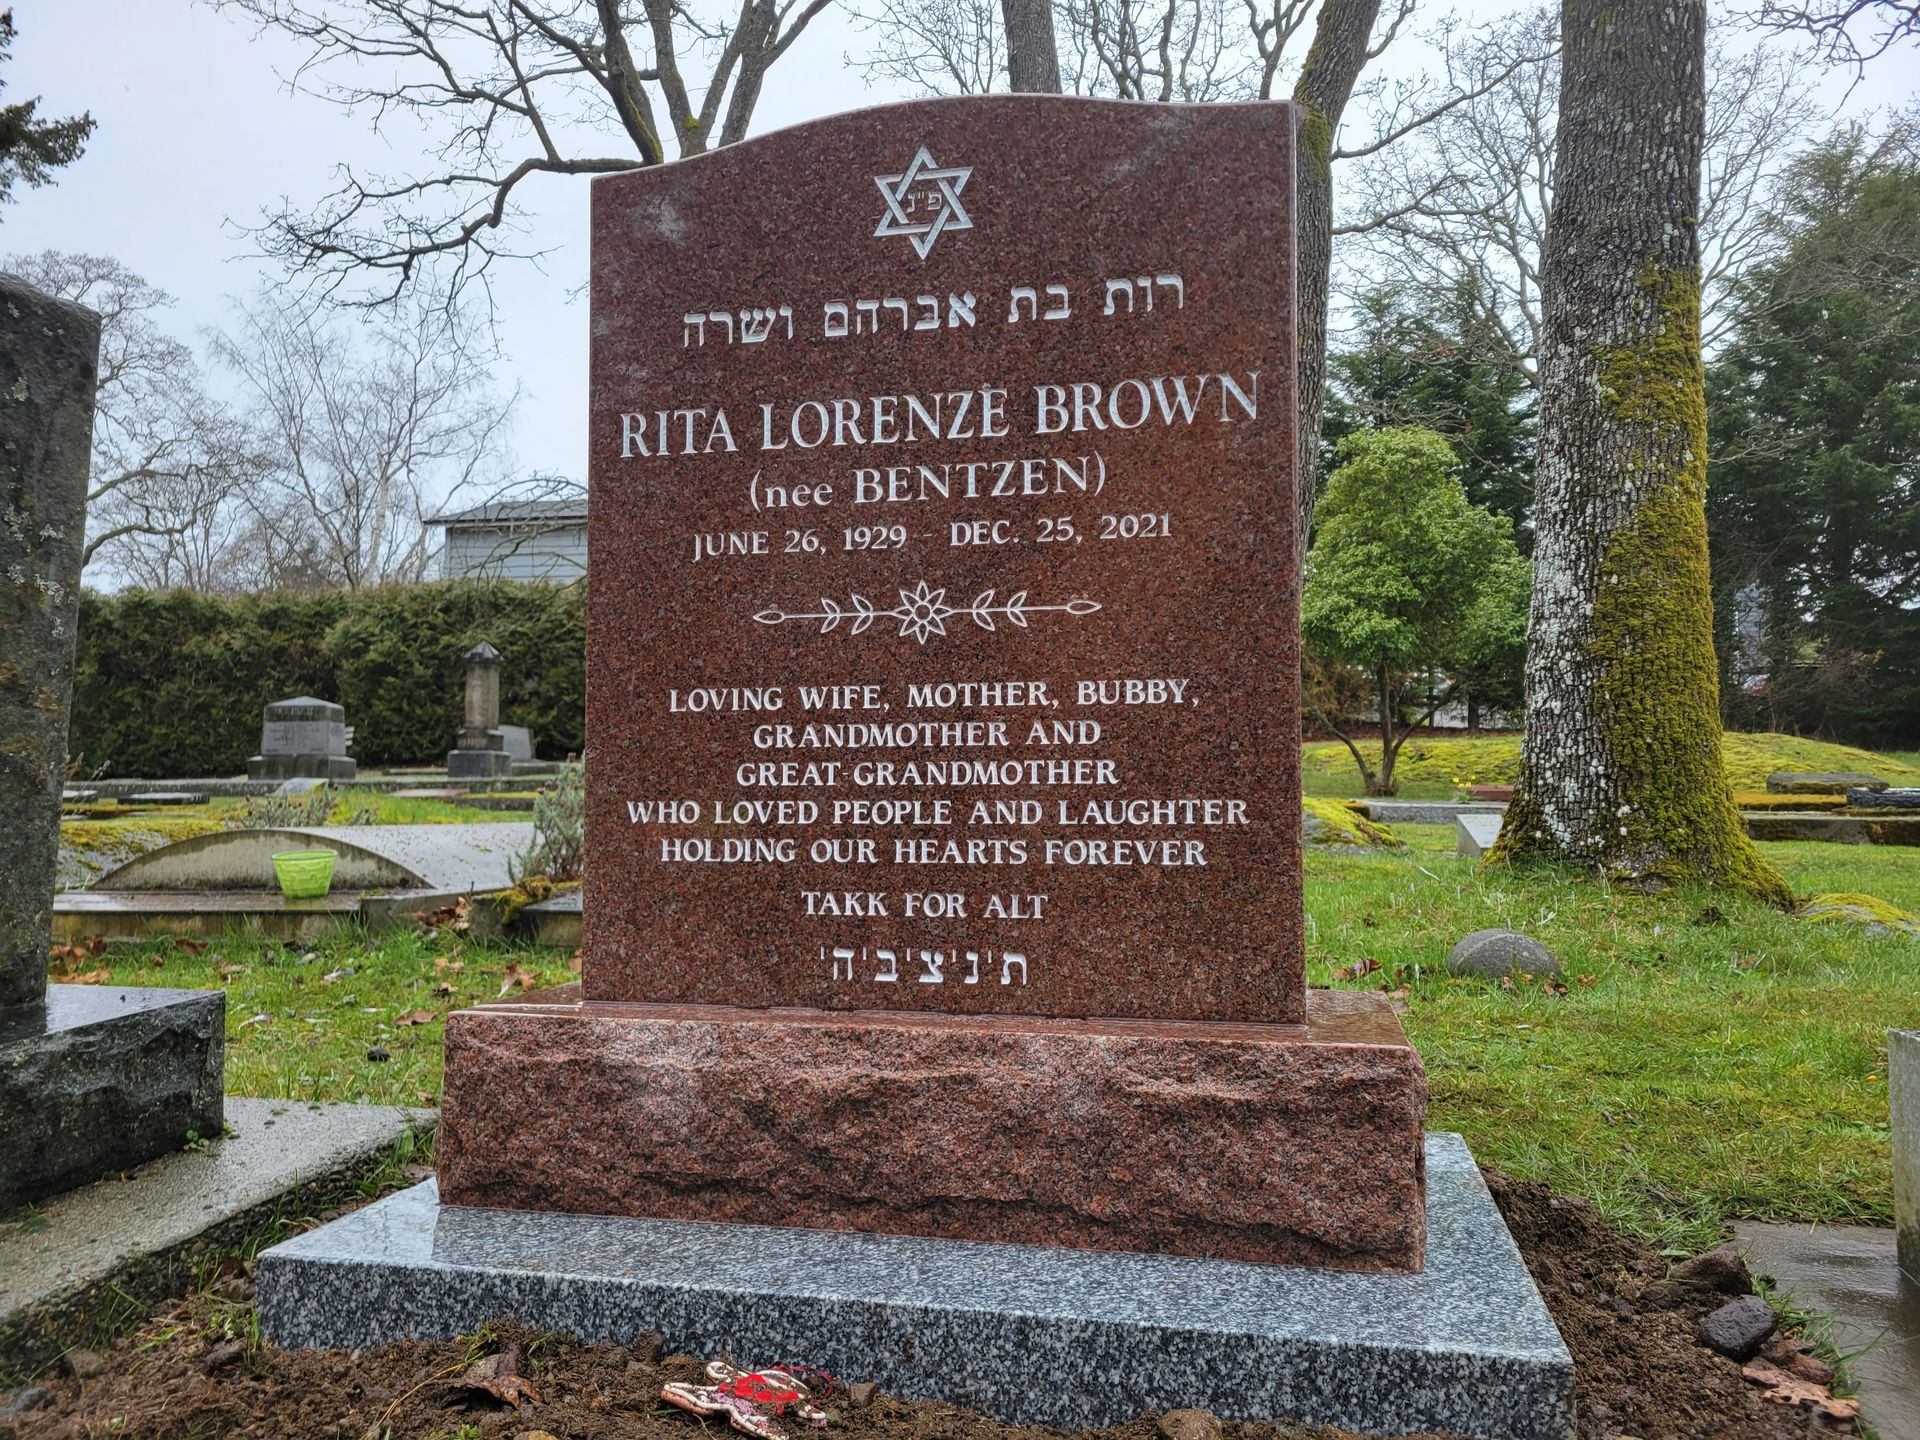 פ״נ
רות בת אברהם ושרה
RITA LORENZE BROWN
(nee BENTZEN)
JUNE 26, 1929 - DEC. 25, 2021
LOVING WIFE, MOTHER, BUBBY,
GRANDMOTHER AND
GREAT-GRANDMOTHER
WHO LOVED PEOPLE AND LAUGHTER
HOLDING OUR HEARTS FOREVER
TAKK FOR ALT
ת'נ'צ'ב'ה'